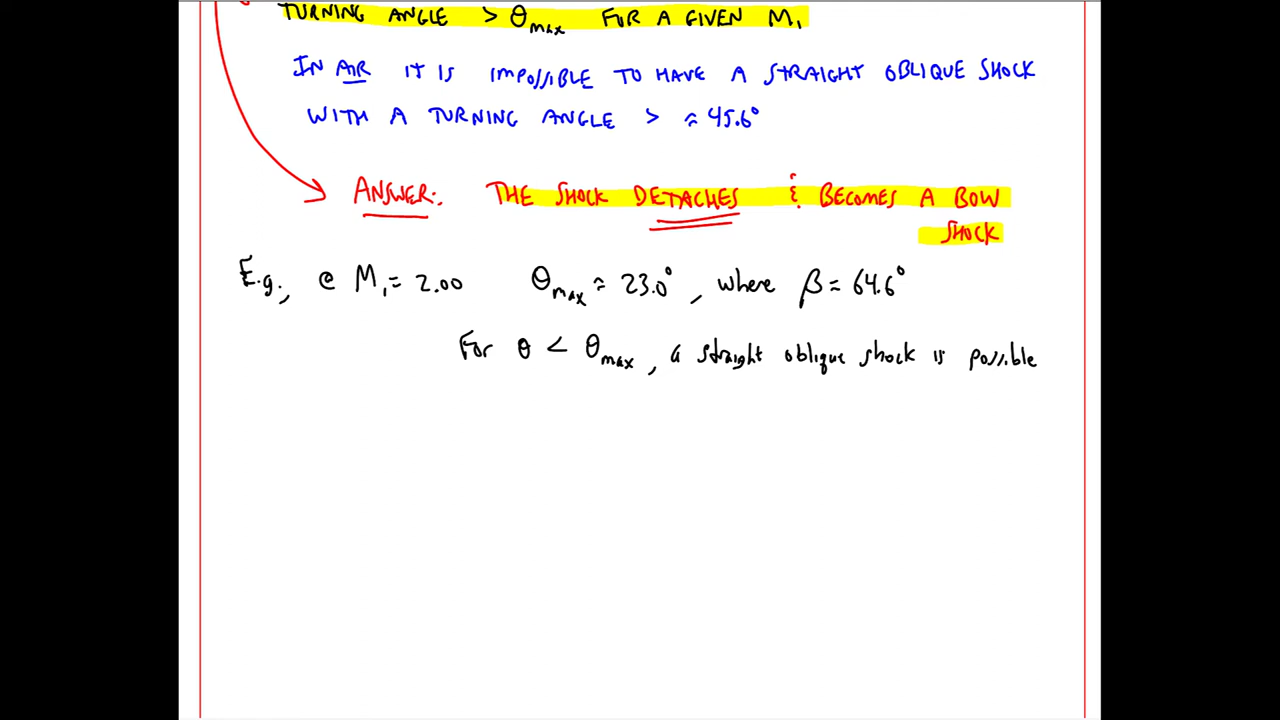 TURNING ANGLE > θmax FOR A GIVEN M1
IN AIR IT IS IMPOSSIBLE TO HAVE A STRAIGHT OBLIQUE SHOCK
WITH A TURNING ANGLE > ≈ 45.6°
ANSWER: THE SHOCK DETACHES & BECOMES A BOW
SHOCK
E.g., @ M1 = 2.00 θmax ≈ 23.0°, where β = 64.6°
For θ < θmax, a straight oblique shock is possible